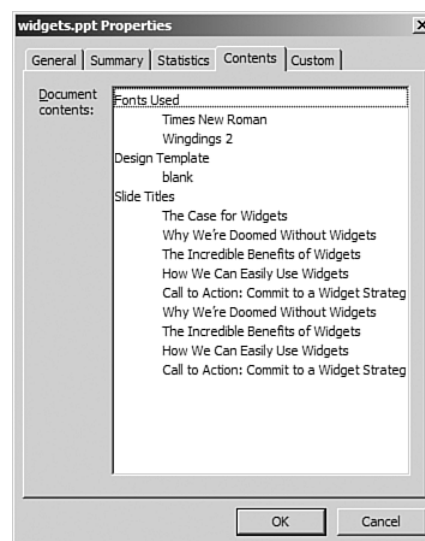 widgets.ppt Properties
General Summary Statistics Contents Custom
Document contents:
Fonts Used
Times New Roman
Wingdings 2
Design Template
blank
Slide Titles
The Case for Widgets
Why We're Doomed Without Widgets
The Incredible Benefits of Widgets
How We Can Easily Use Widgets
Call to Action: Commit to a Widget Strateg
Why We're Doomed Without Widgets
The Incredible Benefits of Widgets
How We Can Easily Use Widgets
Call to Action: Commit to a Widget Strateg
OK Cancel